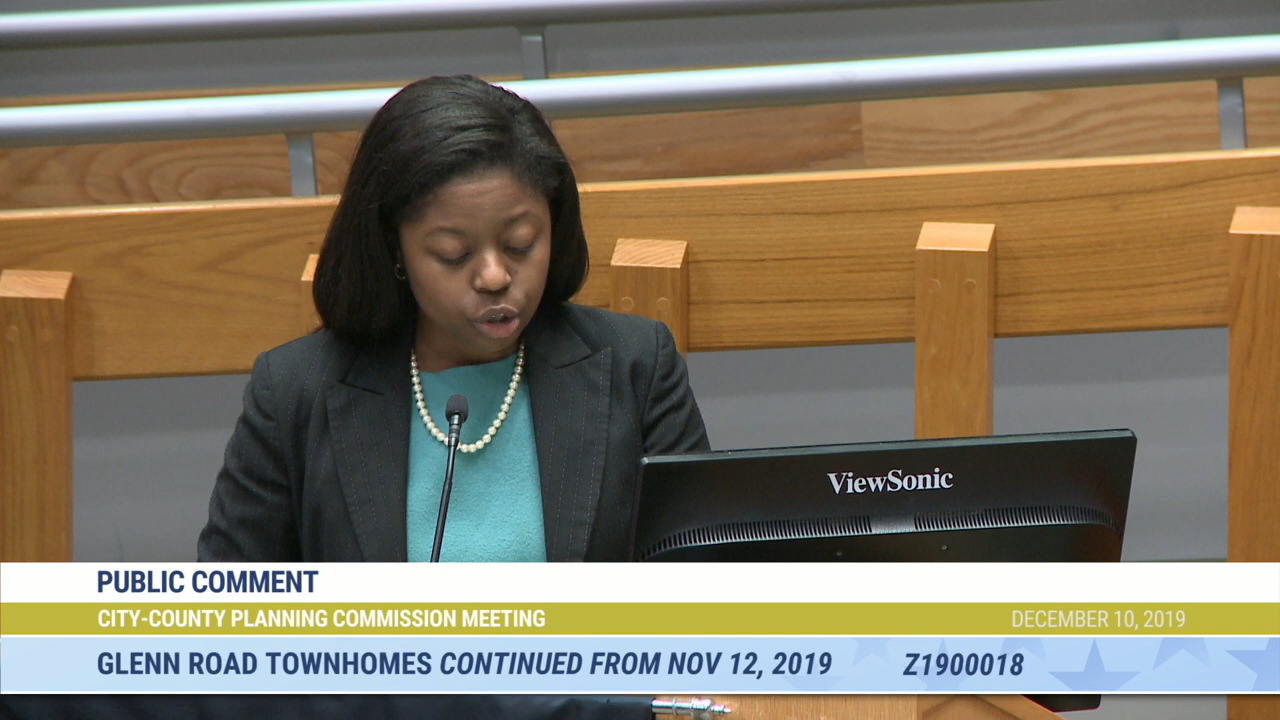 ViewSonic
PUBLIC COMMENT
CITY-COUNTY PLANNING COMMISSION MEETING DECEMBER 10, 2019
GLENN ROAD TOWNHOMES CONTINUED FROM NOV 12, 2019 Z1900018